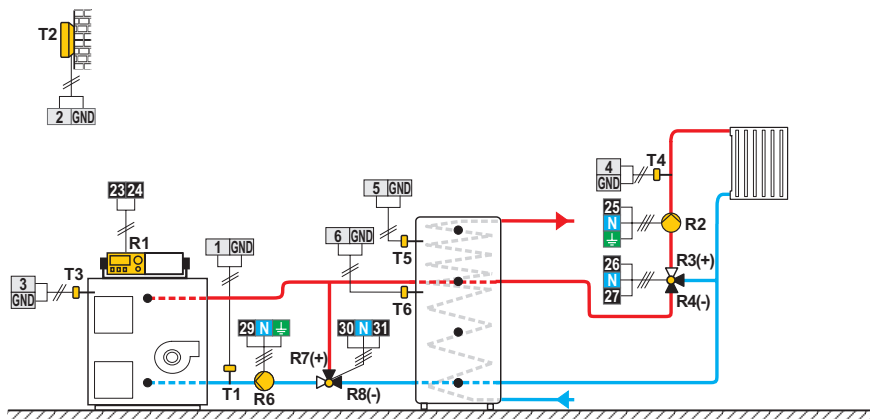 T2
2 GND
4
GND
T4
23 24
5 GND
25
N
R2
R1
1 GND
6 GND
T5
R3(+)
26
N
27
3
GND
T3
T6
R4(-)
29 N
30 N 31
R7(+)
T1
R6
R8(-)